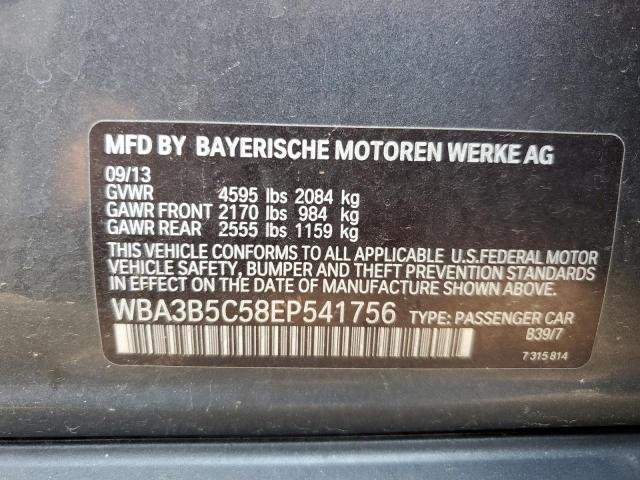 MFD BY BAYERISCHE MOTOREN WERKE AG
09/13
GVWR 4595 lbs 2084 kg
GAWR FRONT 2170 lbs 984 kg
GAWR REAR 2555 lbs 1159 kg
THIS VEHICLE CONFORMS TO ALL APPLICABLE U.S.FEDERAL MOTOR
VEHICLE SAFETY, BUMPER AND THEFT PREVENTION STANDARDS
IN EFFECT ON THE DATE OF MANUFACTURE SHOWN ABOVE.
WBA3B5C58EP541756 TYPE: PASSENGER CAR
B39/7
7 315 814